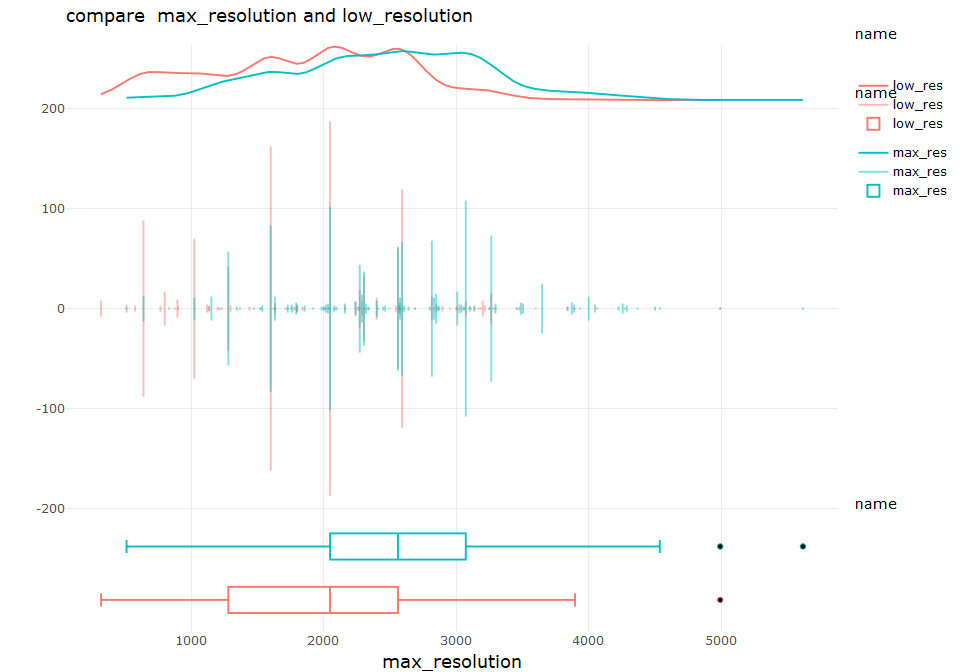 compare  max_resolution and low_resolution
name
low_res
name
low_res
low_res
max_res
max_res
max_res
name
200
100
0
-100
-200
1000
2000
3000
4000
5000
max_resolution